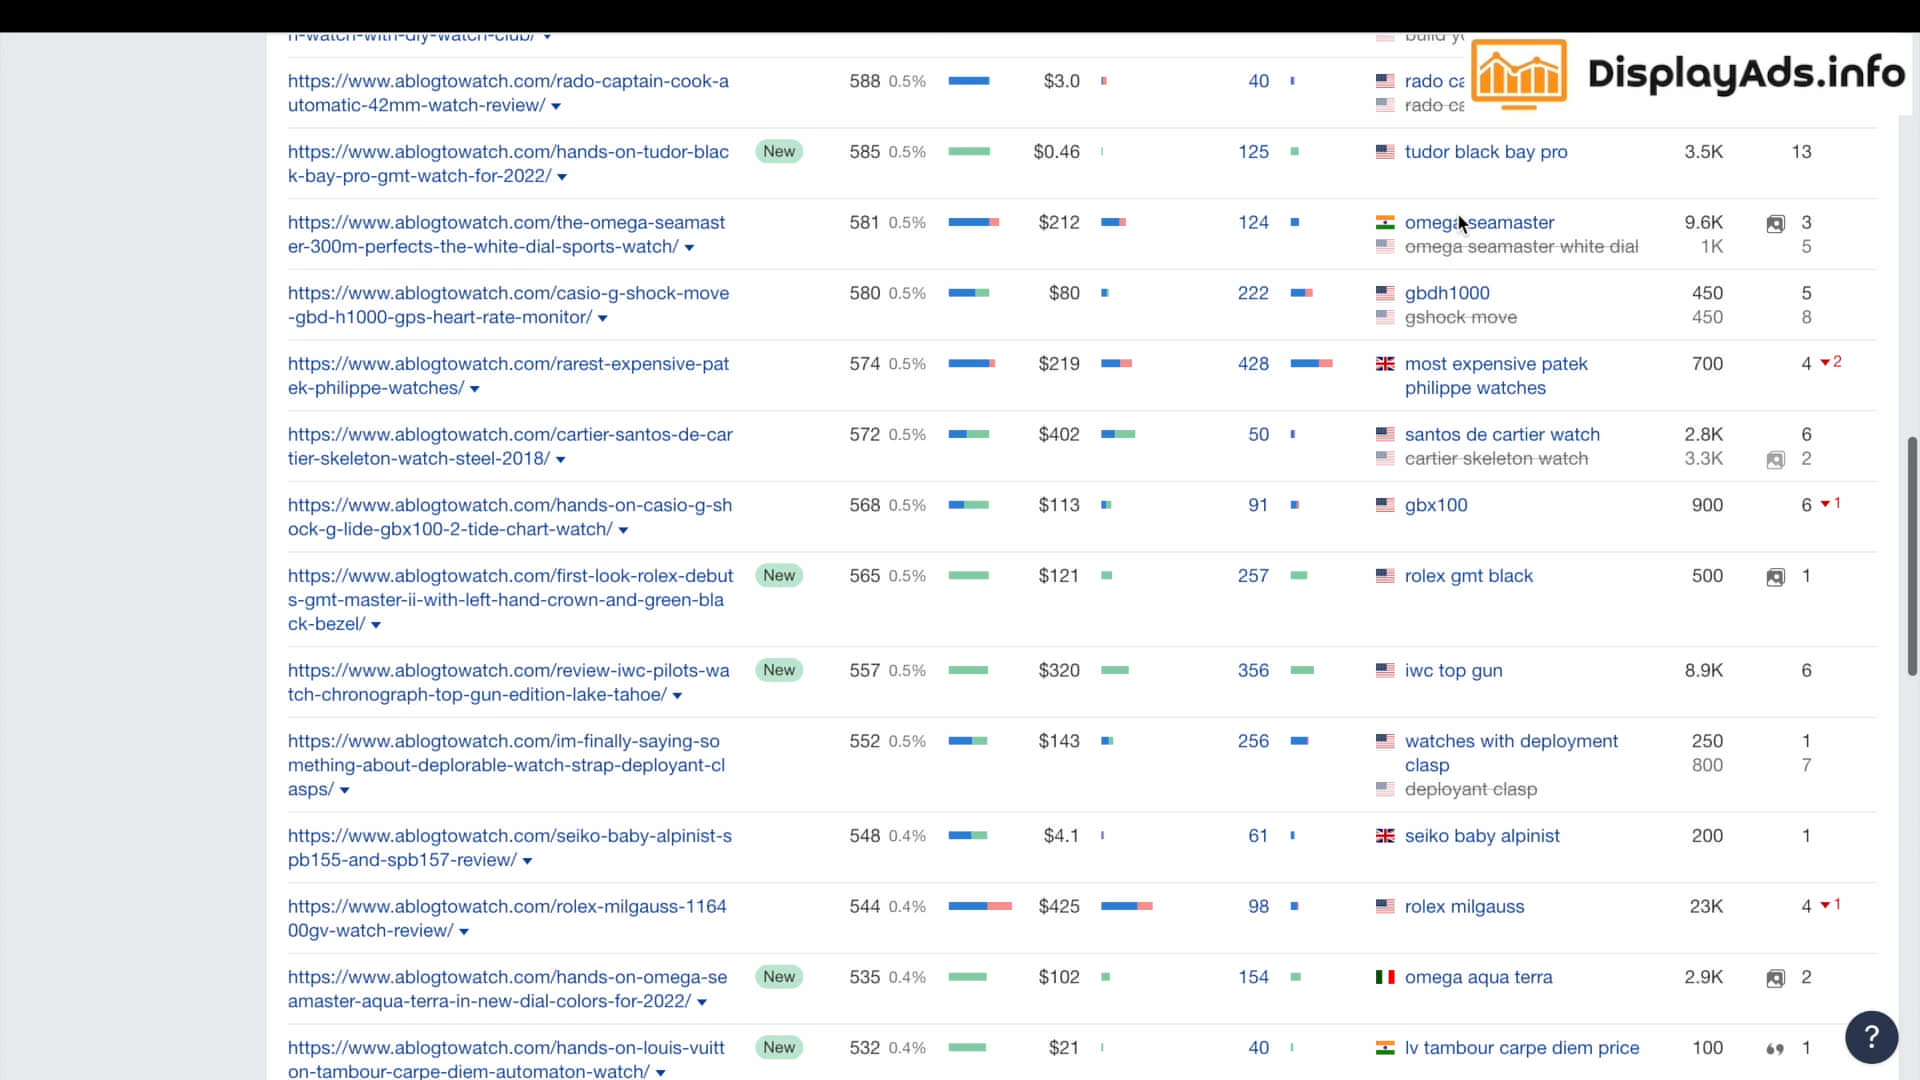 n-watch-with-diy-watch-club/
build y
DisplayAds.info
https://www.ablogtowatch.com/rado-captain-cook-a 588 0.5% $3.0 40 rado ca
utomatic-42mm-watch-review/ rado ca
https://www.ablogtowatch.com/hands-on-tudor-blac New 585 0.5% $0.46 125 tudor black bay pro 3.5K 13
k-bay-pro-gmt-watch-for-2022/
https://www.ablogtowatch.com/the-omega-seamast 581 0.5% $212 124 omega seamaster 9.6K 3
er-300m-perfects-the-white-dial-sports-watch/ omega seamaster white dial 1K 5
https://www.ablogtowatch.com/casio-g-shock-move 580 0.5% $80 222 gbdh1000 450 5
-gbd-h1000-gps-heart-rate-monitor/ gshock move 450 8
https://www.ablogtowatch.com/rarest-expensive-pat 574 0.5% $219 428 most expensive patek 700 4 2
ek-philippe-watches/ philippe watches
https://www.ablogtowatch.com/cartier-santos-de-car 572 0.5% $402 50 santos de cartier watch 2.8K 6
tier-skeleton-watch-steel-2018/ cartier skeleton watch 3.3K 2
https://www.ablogtowatch.com/hands-on-casio-g-sh 568 0.5% $113 91 gbx100 900 6 1
ock-g-lide-gbx100-2-tide-chart-watch/
https://www.ablogtowatch.com/first-look-rolex-debut New 565 0.5% $121 257 rolex gmt black 500 1
s-gmt-master-ii-with-left-hand-crown-and-green-bla
ck-bezel/
https://www.ablogtowatch.com/review-iwc-pilots-wa New 557 0.5% $320 356 iwc top gun 8.9K 6
tch-chronograph-top-gun-edition-lake-tahoe/
https://www.ablogtowatch.com/im-finally-saying-so 552 0.5% $143 256 watches with deployment 250 1
mething-about-deplorable-watch-strap-deployant-cl clasp 800 7
asps/ deployant clasp
https://www.ablogtowatch.com/seiko-baby-alpinist-s 548 0.4% $4.1 61 seiko baby alpinist 200 1
pb155-and-spb157-review/
https://www.ablogtowatch.com/rolex-milgauss-1164 544 0.4% $425 98 rolex milgauss 23K 4 1
00gv-watch-review/
https://www.ablogtowatch.com/hands-on-omega-se New 535 0.4% $102 154 omega aqua terra 2.9K 2
amaster-aqua-terra-in-new-dial-colors-for-2022/
https://www.ablogtowatch.com/hands-on-louis-vuitt New 532 0.4% $21 40 lv tambour carpe diem price 100 1
on-tambour-carpe-diem-automaton-watch/
?